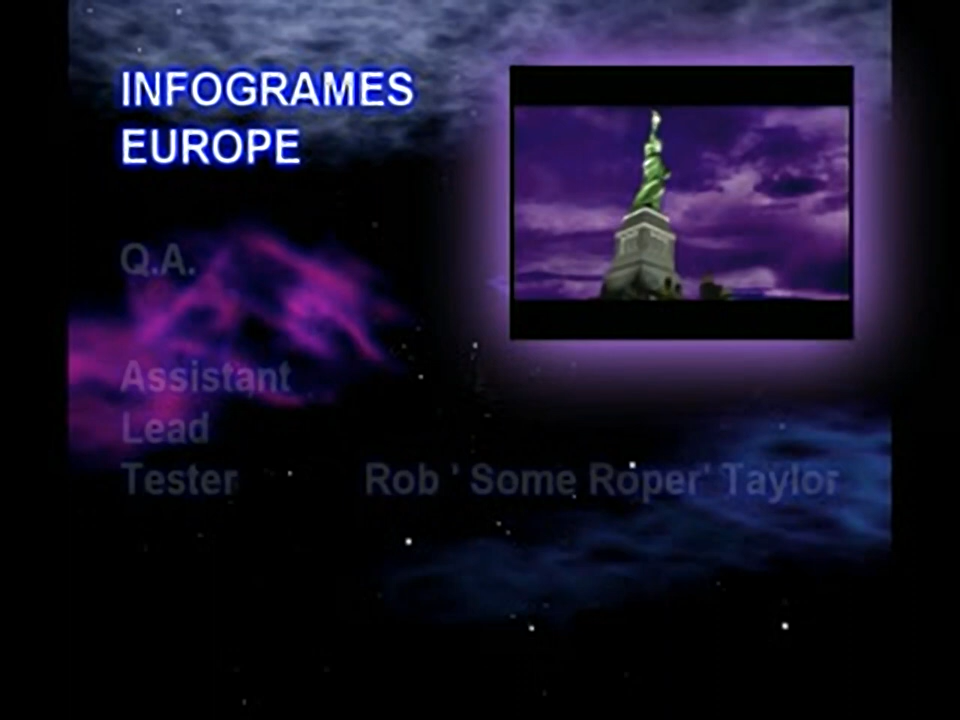 INFOGRAMES
EUROPE
Q.A.
Assistant
Lead
Tester Rob ' Some Roper' Taylor